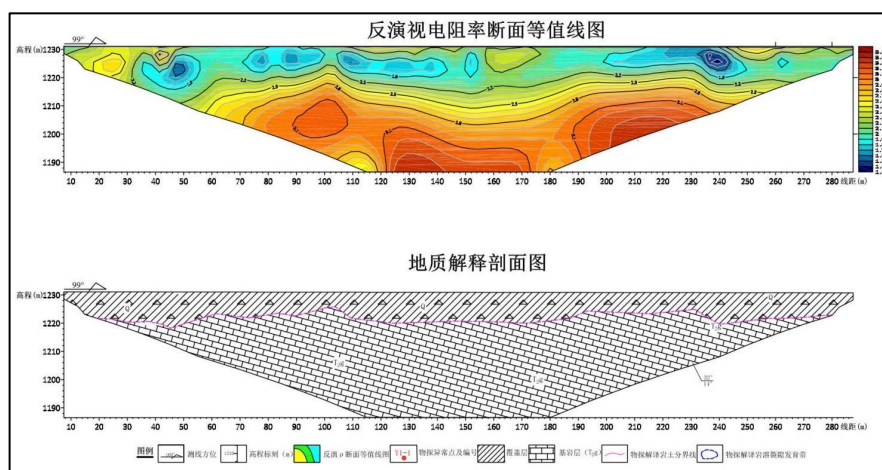 反演视电阻率断面等值线图
99°
高程(m)
1230
1220
1210
1200
1190
10 20 30 40 50 60 70 80 90 100 110 120 130 140 150 160 170 180 190 200 210 220 230 240 250 260 270 280 线距(m)
地质解释剖面图
99°
高程(m)
1230
1220
1210
1200
1190
Q Q Q
T₂g
T₂g T₂g
10 20 30 40 50 60 70 80 90 100 110 120 130 140 150 160 170 180 190 200 210 220 230 240 250 260 270 280 线距(m)
图例 测线方位 高程标刻(m) 反演ρ断面等值线图 Y1-1 物探异常点及编号 覆盖层 基岩层(T₂g) 物探解译岩土分界线 物探解译岩溶裂隙发育带